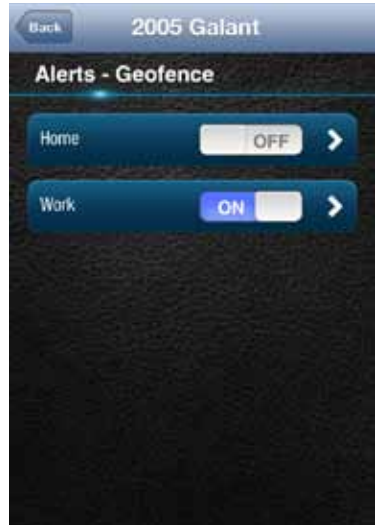 Back
2005 Galant
Alerts - Geofence
Home
OFF
Work
ON